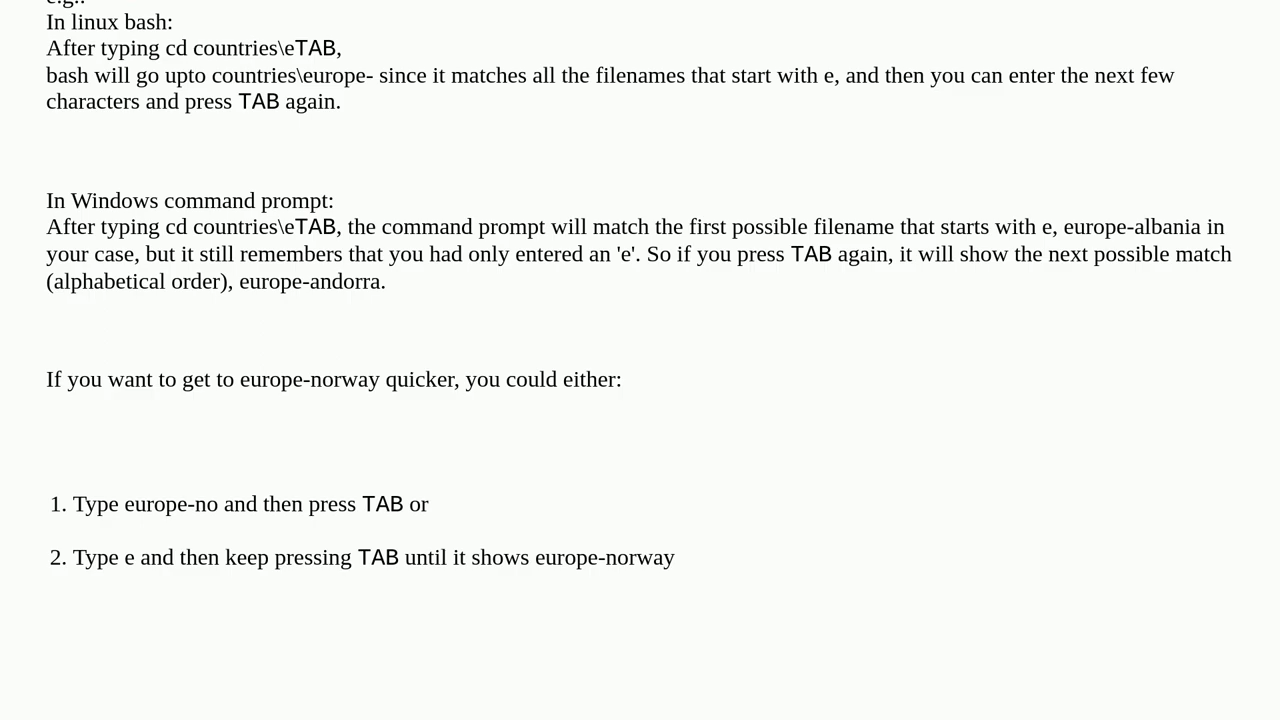 e.g..
In linux bash:
After typing cd countries\eTAB,
bash will go upto countries\europe- since it matches all the filenames that start with e, and then you can enter the next few
characters and press TAB again.
In Windows command prompt:
After typing cd countries\eTAB, the command prompt will match the first possible filename that starts with e, europe-albania in
your case, but it still remembers that you had only entered an 'e'. So if you press TAB again, it will show the next possible match
(alphabetical order), europe-andorra.
If you want to get to europe-norway quicker, you could either:
1. Type europe-no and then press TAB or
2. Type e and then keep pressing TAB until it shows europe-norway